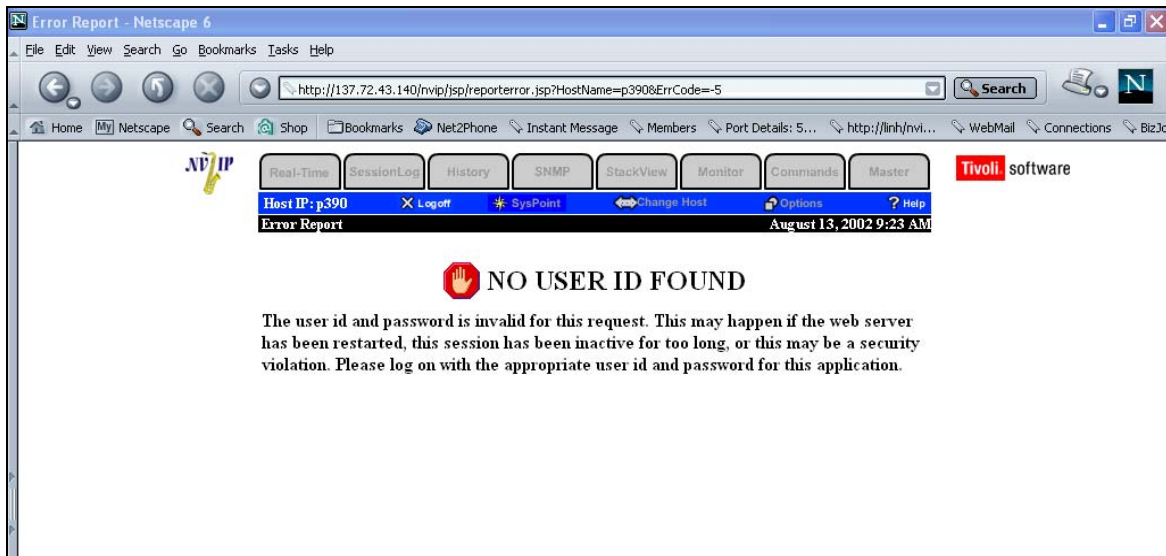 Error Report - Netscape 6
File Edit View Search Go Bookmarks Tasks Help
http://137.72.43.140/nvip/jsp/reporterror.jsp?HostName=p390&ErrCode=-5 Search N
Home My Netscape Search Shop Bookmarks Net2Phone Instant Message Members Port Details: 5... http://linh/nvi... WebMail Connections BizJo
NV IP Real-Time SessionLog History SNMP StackView Monitor Commands Master Tivoli. software
Host IP: p390 Logoff SysPoint Change Host Options ? Help
Error Report August 13, 2002 9:23 AM
NO USER ID FOUND
The user id and password is invalid for this request. This may happen if the web server
has been restarted, this session has been inactive for too long, or this may be a security
violation. Please log on with the appropriate user id and password for this application.